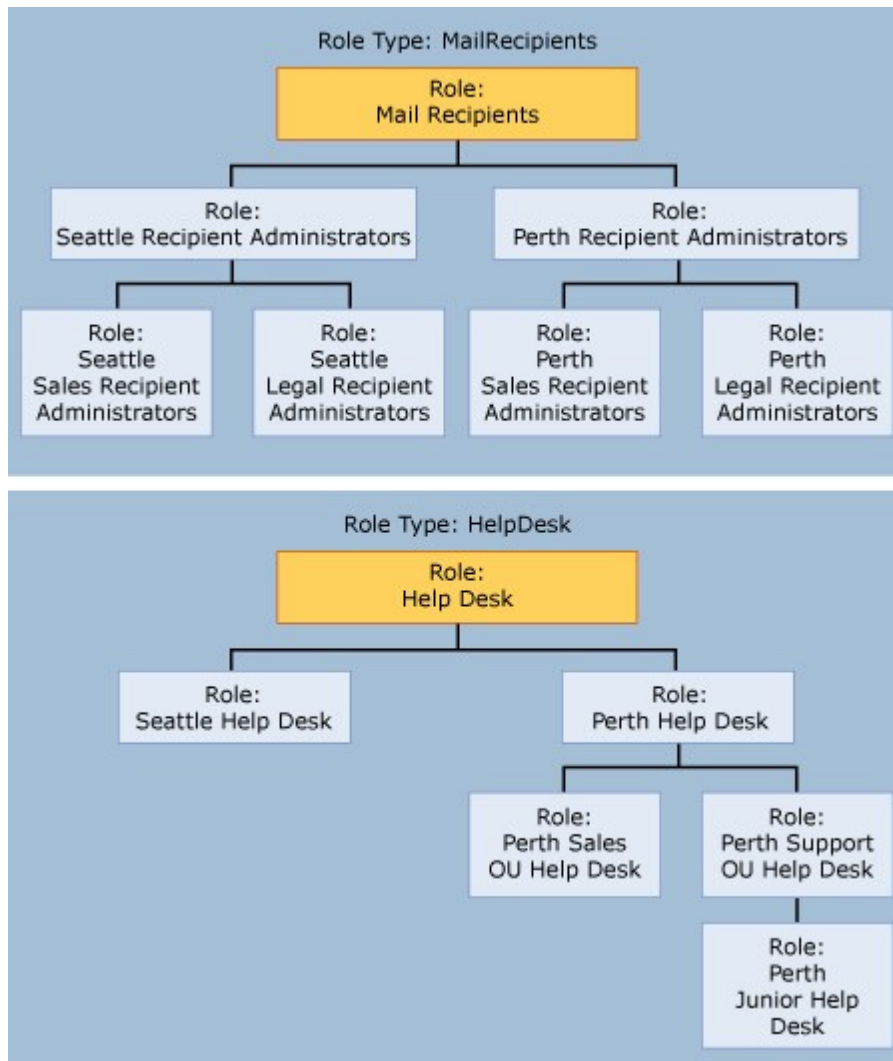 Role Type: MailRecipients
Role:
Mail Recipients
Role:
Seattle Recipient Administrators
Role:
Perth Recipient Administrators
Role:
Seattle
Sales Recipient
Administrators
Role:
Seattle
Legal Recipient
Administrators
Role:
Perth
Sales Recipient
Administrators
Role:
Perth
Legal Recipient
Administrators
Role Type: HelpDesk
Role:
Help Desk
Role:
Seattle Help Desk
Role:
Perth Help Desk
Role:
Perth Sales
OU Help Desk
Role:
Perth Support
OU Help Desk
Role:
Perth
Junior Help
Desk